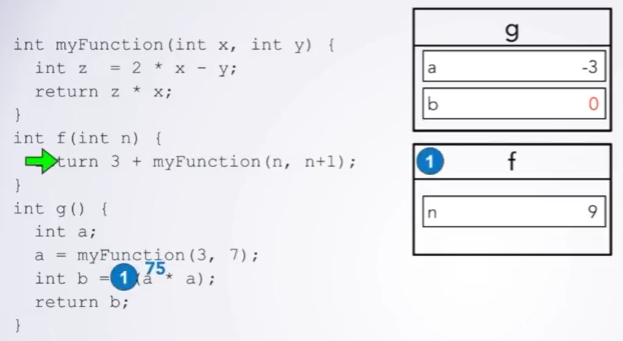 int myFunction(int x, int y) {
int z = 2 * x - y;
return z * x;
}
int f(int n) {
turn 3 + myFunction(n, n+1);
}
int g() {
int a;
a = myFunction(3, 7);
75
int b = 1 (a * a);
return b;
}
g
a -3
b 0
1 f
n 9